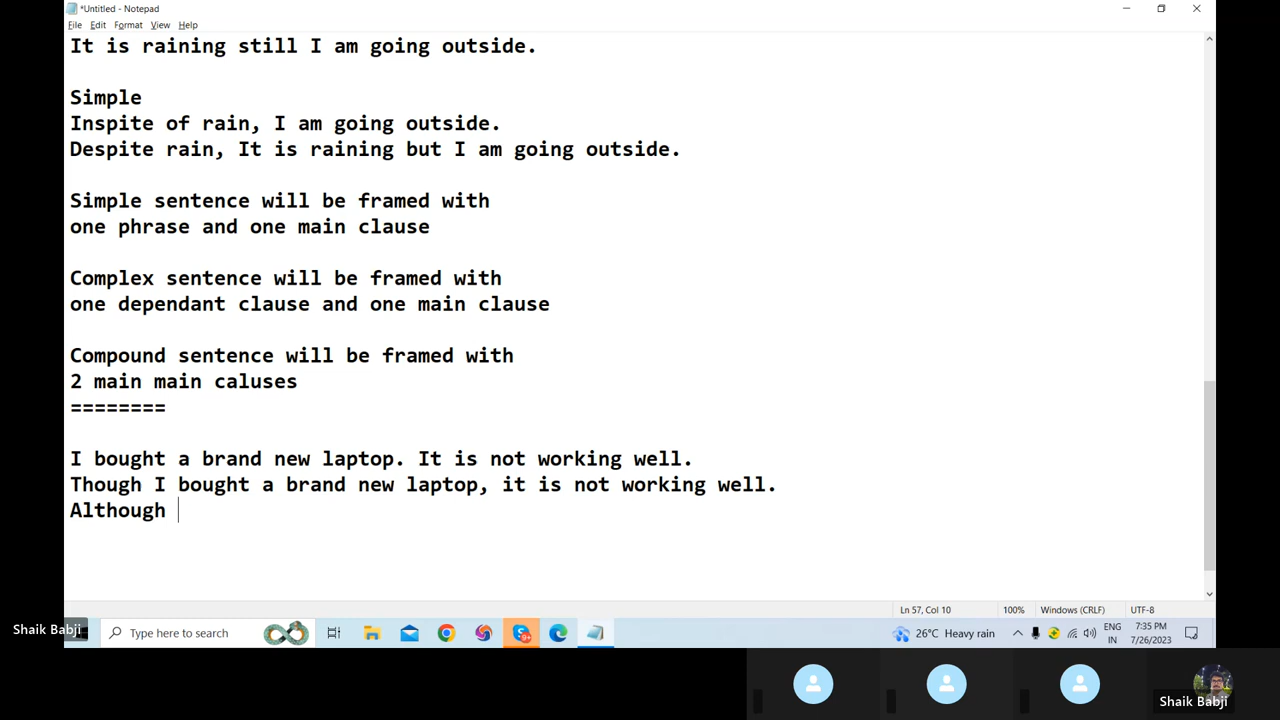 *Untitled - Notepad
File Edit Format View Help
It is raining still I am going outside.
Simple
Inspite of rain, I am going outside.
Despite rain, It is raining but I am going outside.
Simple sentence will be framed with
one phrase and one main clause
Complex sentence will be framed with
one dependant clause and one main clause
Compound sentence will be framed with
2 main main caluses
========
I bought a brand new laptop. It is not working well.
Though I bought a brand new laptop, it is not working well.
Although
Ln 57, Col 10 100% Windows (CRLF) UTF-8
Shaik Babji
Type here to search
26°C Heavy rain
ENG
IN
7:35 PM
7/26/2023
Shaik Babji